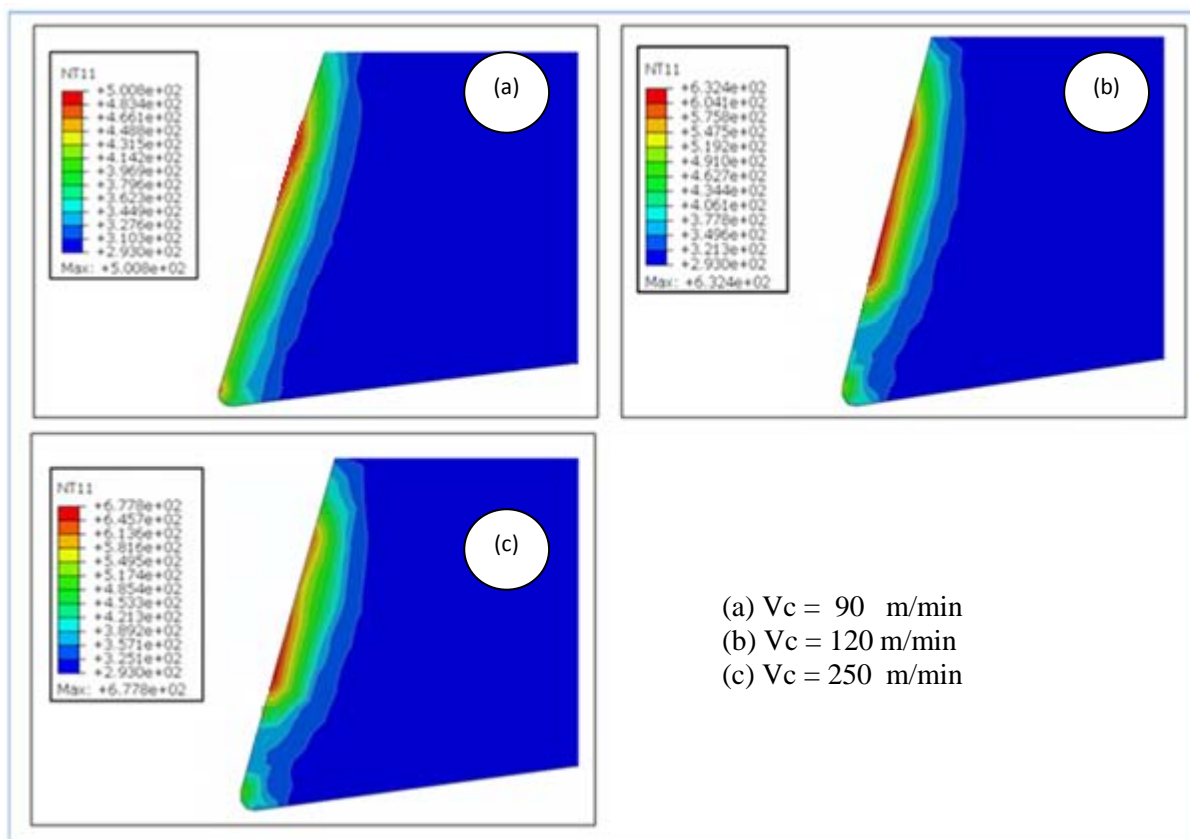 NT11
+5.008e+02
+4.834e+02
+4.661e+02
+4.488e+02
+4.315e+02
+4.142e+02
+3.969e+02
+3.796e+02
+3.623e+02
+3.449e+02
+3.276e+02
+3.103e+02
+2.930e+02
Max: +5.008e+02
(a)
NT11
+6.324e+02
+6.041e+02
+5.758e+02
+5.475e+02
+5.192e+02
+4.910e+02
+4.627e+02
+4.344e+02
+4.061e+02
+3.778e+02
+3.496e+02
+3.213e+02
+2.930e+02
Max: +6.324e+02
(b)
NT11
+6.778e+02
+6.457e+02
+6.136e+02
+5.816e+02
+5.495e+02
+5.174e+02
+4.854e+02
+4.533e+02
+4.213e+02
+3.892e+02
+3.571e+02
+3.251e+02
+2.930e+02
Max: +6.778e+02
(c)
(a) Vc = 90 m/min
(b) Vc = 120 m/min
(c) Vc = 250 m/min